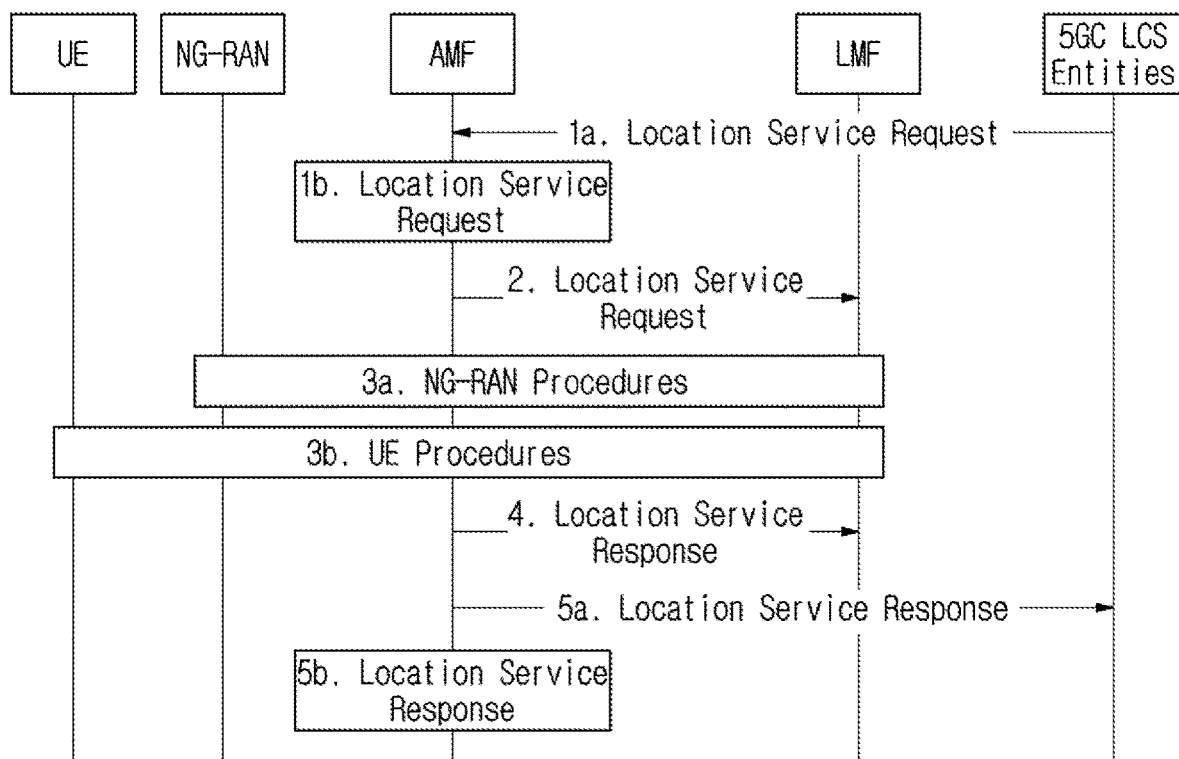 UE
NG-RAN
AMF
LMF
5GC LCS
Entities
1a. Location Service Request
1b. Location Service
Request
2. Location Service
Request
3a. NG-RAN Procedures
3b. UE Procedures
4. Location Service
Response
5a. Location Service Response
5b. Location Service
Response